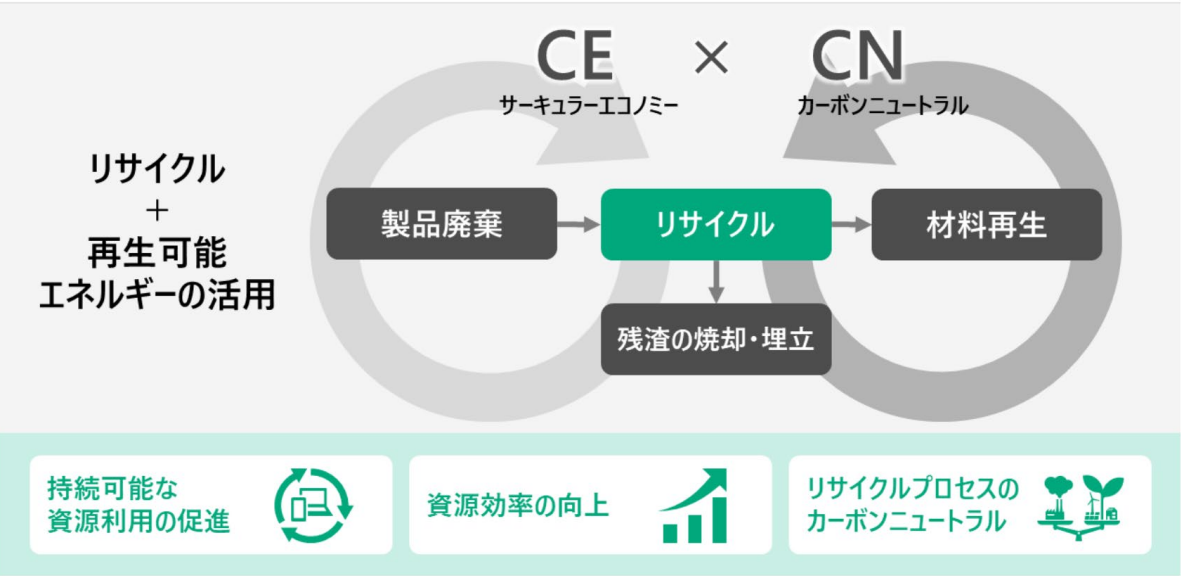 CE × CN
サーキュラーエコノミー
カーボンニュートラル
リサイクル
+
再生可能
エネルギーの活用
製品廃棄
リサイクル
材料再生
残渣の焼却・埋立
持続可能な
資源利用の促進
資源効率の向上
リサイクルプロセスの
カーボンニュートラル